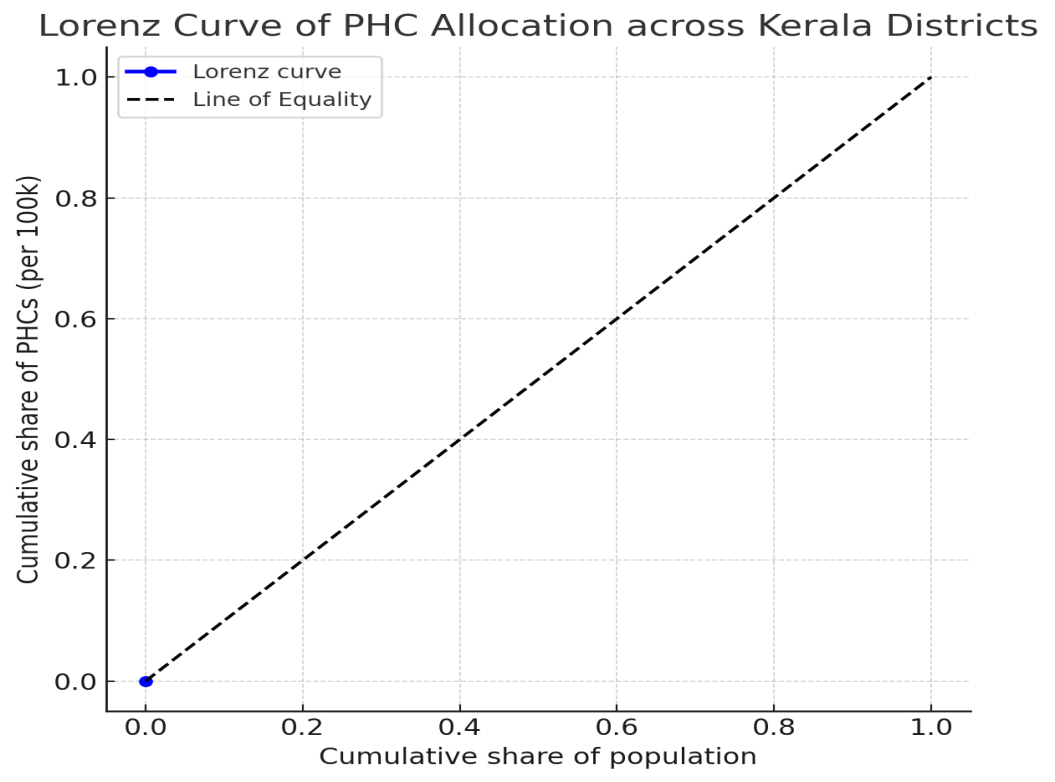 Lorenz Curve of PHC Allocation across Kerala Districts
Lorenz curve
Line of Equality
Cumulative share of PHCs (per 100k)
1.0
0.8
0.6
0.4
0.2
0.0
0.0 0.2 0.4 0.6 0.8 1.0
Cumulative share of population